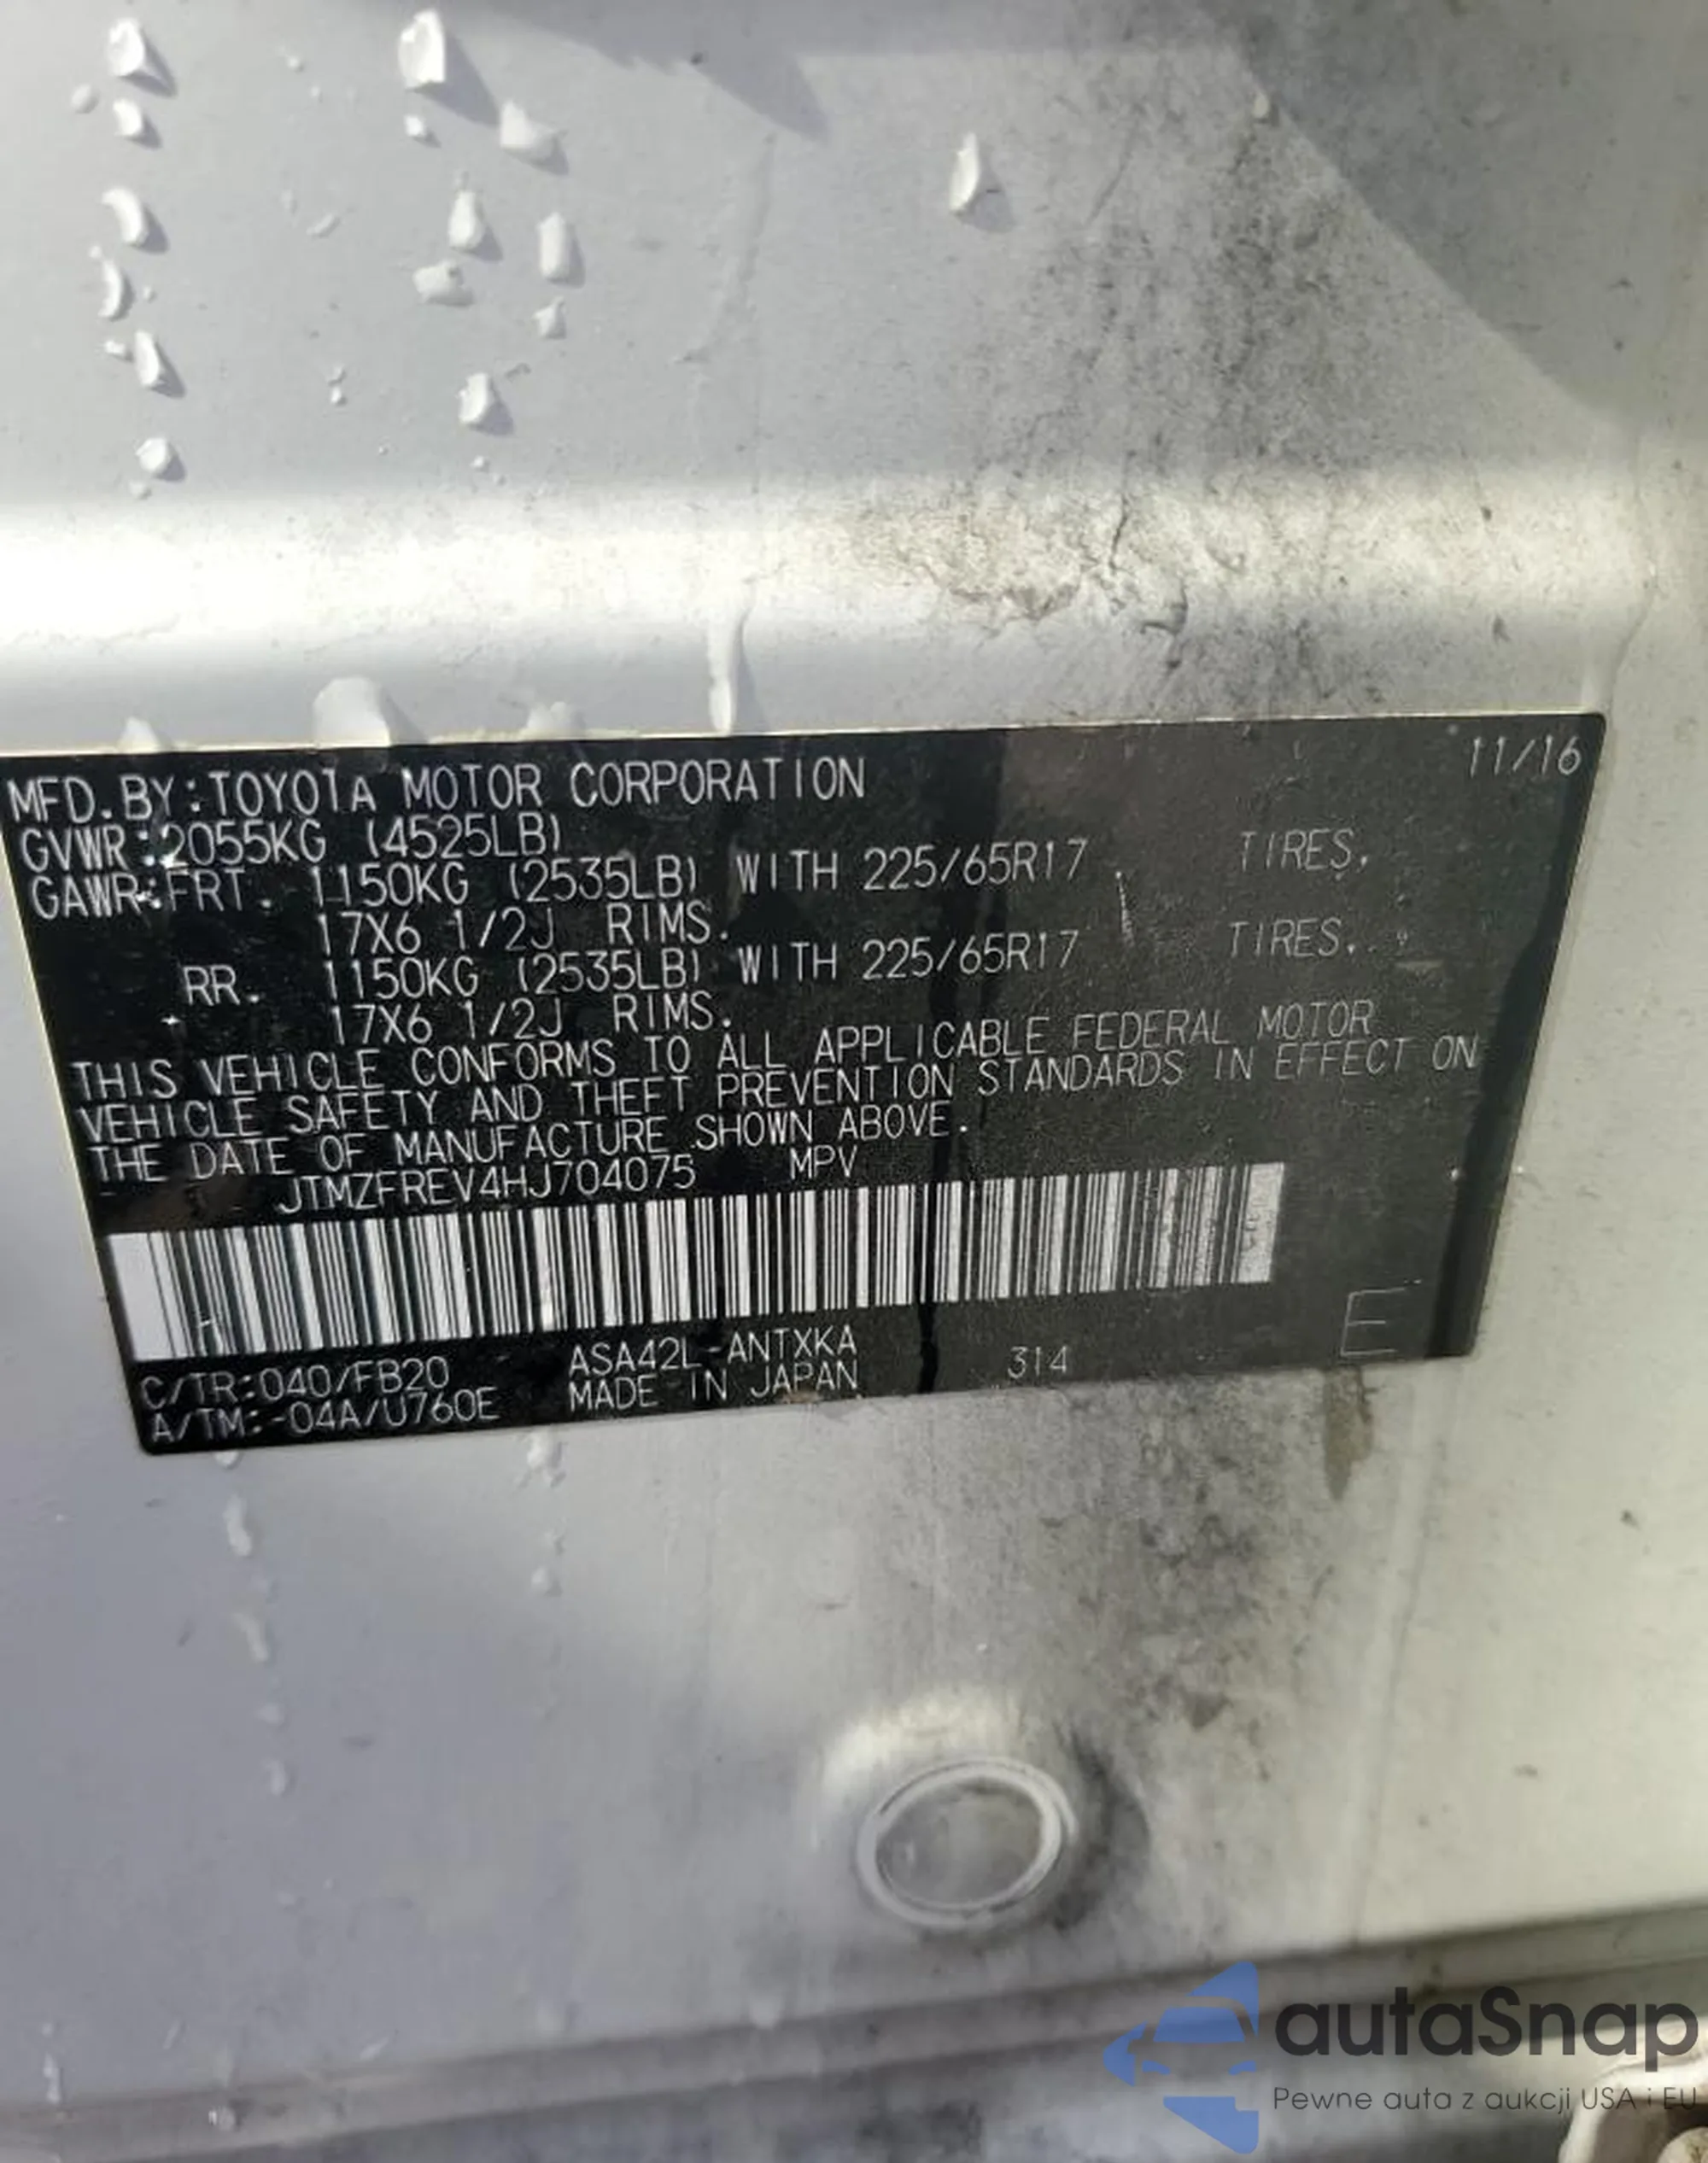 11/16
MFD.BY:TOYOTA MOTOR CORPORATION
GVWR:2055KG (4525LB)
GAWR:FRT. 1150KG (2535LB) WITH 225/65R17 TIRES,
17X6 1/2J RIMS.
RR. 1150KG (2535LB) WITH 225/65R17 TIRES,
17X6 1/2J RIMS.
THIS VEHICLE CONFORMS TO ALL APPLICABLE FEDERAL MOTOR
VEHICLE SAFETY AND THEFT PREVENTION STANDARDS IN EFFECT ON
THE DATE OF MANUFACTURE SHOWN ABOVE.
JTMZFREV4HJ704075 MPV
C/TR:040/FB20 ASA42L-ANTXKA 314 E
A/TM:-04A/U760E MADE IN JAPAN
autaSnap
Pewne auta z aukcji USA i EU